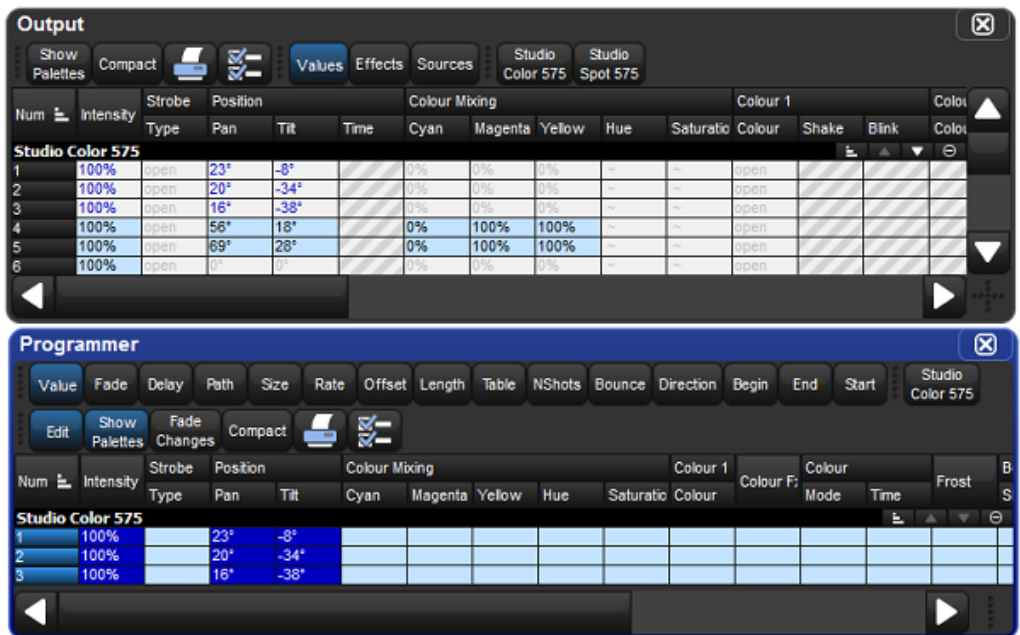 Output
Show Palettes Compact Values Effects Sources Studio Color 575 Studio Spot 575
Num Intensity Strobe Position Colour Mixing Colour 1 Colou
Type Pan Tilt Time Cyan Magenta Yellow Hue Saturatio Colour Shake Blink Colou
Studio Color 575
1 100% open 23° -8° 0% 0% 0% ~ ~ open
2 100% open 20° -34° 0% 0% 0% ~ ~ open
3 100% open 16° -38° 0% 0% 0% ~ ~ open
4 100% open 56° 18° 0% 100% 100% ~ ~ open
5 100% open 69° 28° 0% 100% 100% ~ ~ open
6 100% open 0° 0° 0% 0% 0% ~ ~ open
Programmer
Value Fade Delay Path Size Rate Offset Length Table NShots Bounce Direction Begin End Start Studio Color 575
Edit Show Palettes Fade Changes Compact
Num Intensity Strobe Position Colour Mixing Colour 1 Colour F: Colour Frost B
Type Pan Tilt Cyan Magenta Yellow Hue Saturatio Colour Mode Time S
Studio Color 575
1 100% 23° -8°
2 100% 20° -34°
3 100% 16° -38°